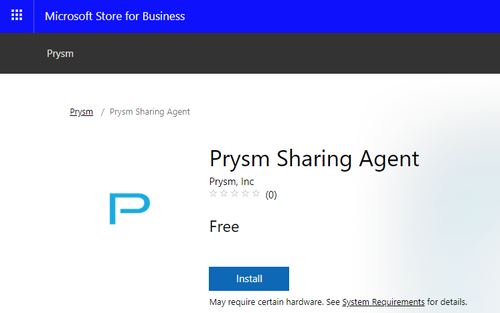 Microsoft Store for Business
Prysm
Prysm / Prysm Sharing Agent
Prysm Sharing Agent
Prysm, Inc
(0)
Free
Install
May require certain hardware. See System Requirements for details.